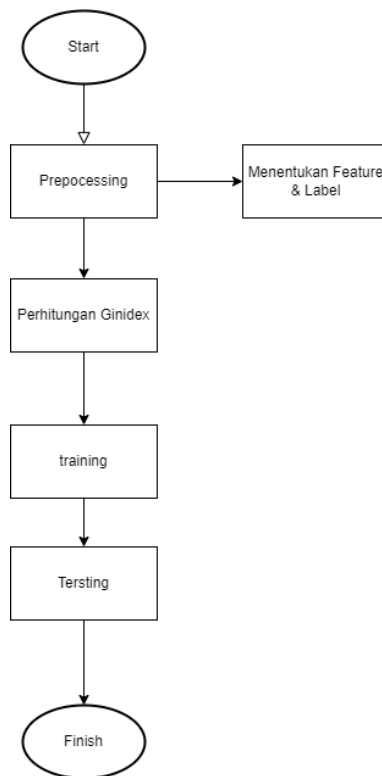 Start
Prepocessing
Menentukan Feature
& Label
Perhitungan Ginidex
training
Tersting
Finish